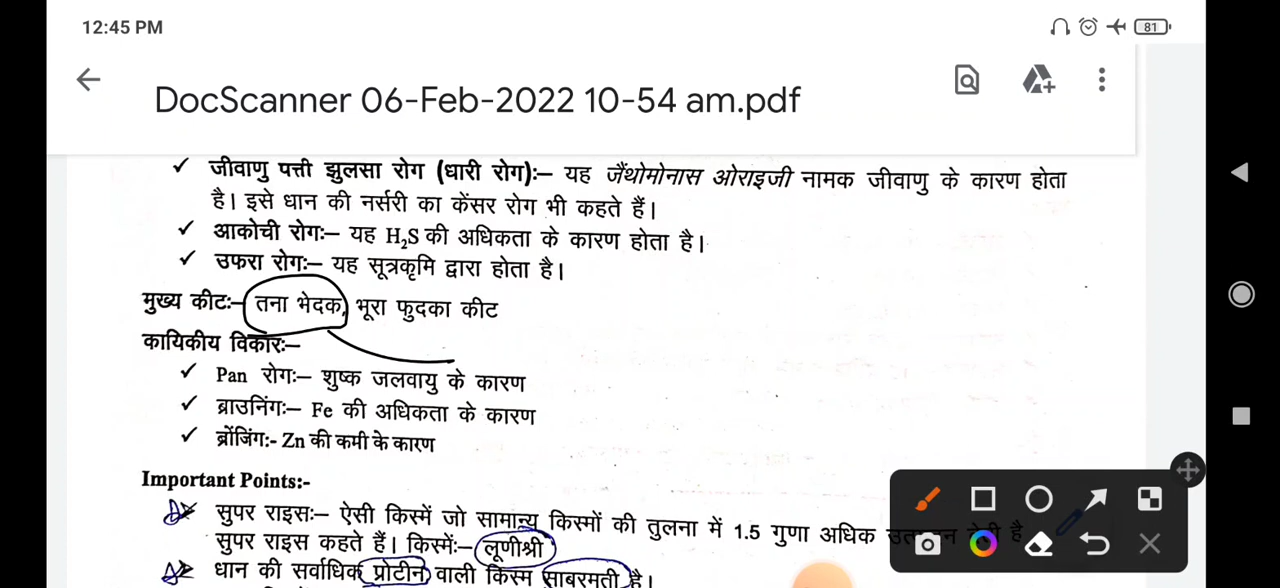 12:45 PM
81
DocScanner 06-Feb-2022 10-54 am.pdf
✓ जीवाणु पत्ती झुलसा रोग (धारी रोग):– यह जैंथोमोनास ओराइजी नामक जीवाणु के कारण होता
है। इसे धान की नर्सरी का केंसर रोग भी कहते हैं।
✓ आकोची रोगः– यह H₂S की अधिकता के कारण होता है।
✓ उफरा रोगः– यह सूत्रकृमि द्वारा होता है।
मुख्य कीटः– तना भेदक, भूरा फुदका कीट
कायिकीय विकारः–
✓ Pan रोगः– शुष्क जलवायु के कारण
✓ ब्राउनिंगः– Fe की अधिकता के कारण
✓ ब्रोंजिंगः- Zn की कमी के कारण
Important Points:-
सुपर राइसः– ऐसी किस्में जो सामान्य किस्मों की तुलना में 1.5 गुणा अधिक है
सुपर राइस कहते हैं। किस्मेंः– लूणीश्री
धान की सर्वाधिक प्रोटीन वाली किस्म साबरमती है।